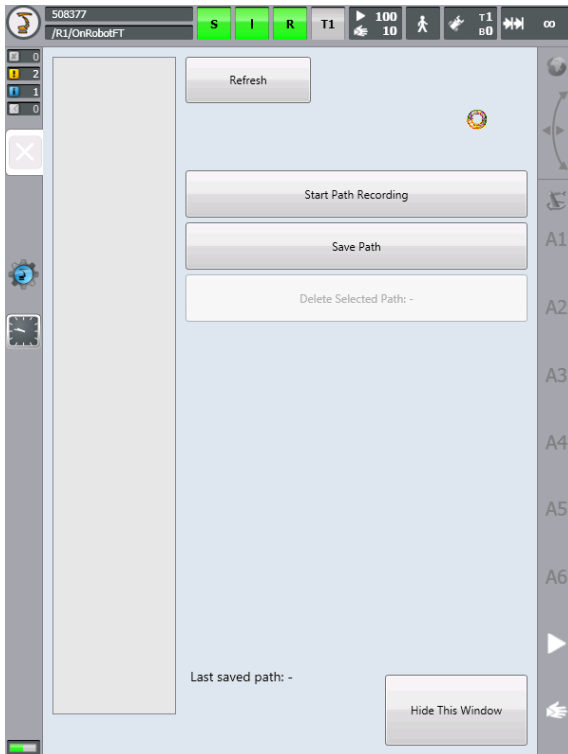 508377
/R1/OnRobotFT
S I R T1 100 10 T1 B0 ∞
0
2
1
0
Refresh
Start Path Recording
Save Path
Delete Selected Path: -
A1
A2
A3
A4
A5
A6
Last saved path: -
Hide This Window